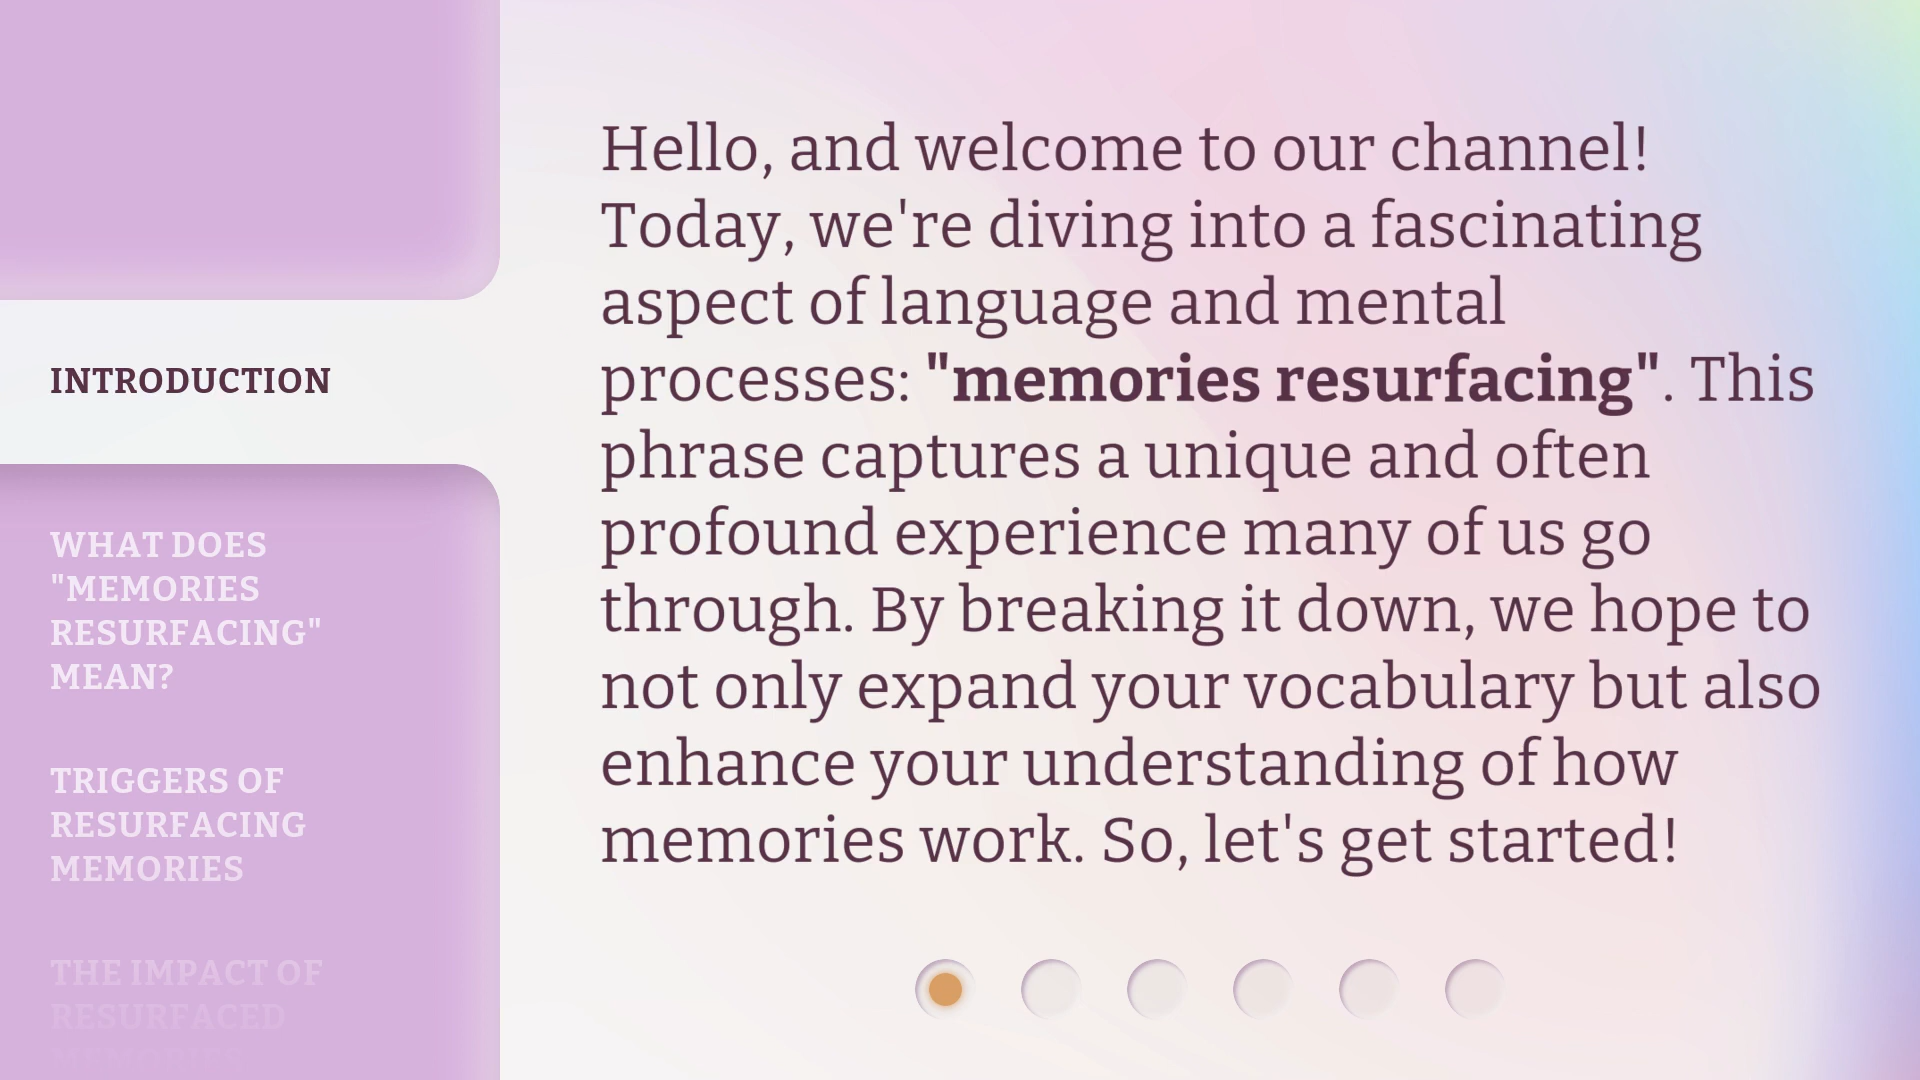 INTRODUCTION
WHAT DOES
"MEMORIES
RESURFACING"
MEAN?
TRIGGERS OF
RESURFACING
MEMORIES
THE IMPACT OF
RESURFACED
MEMORIES
Hello, and welcome to our channel!
Today, we're diving into a fascinating
aspect of language and mental
processes: "memories resurfacing". This
phrase captures a unique and often
profound experience many of us go
through. By breaking it down, we hope to
not only expand your vocabulary but also
enhance your understanding of how
memories work. So, let's get started!